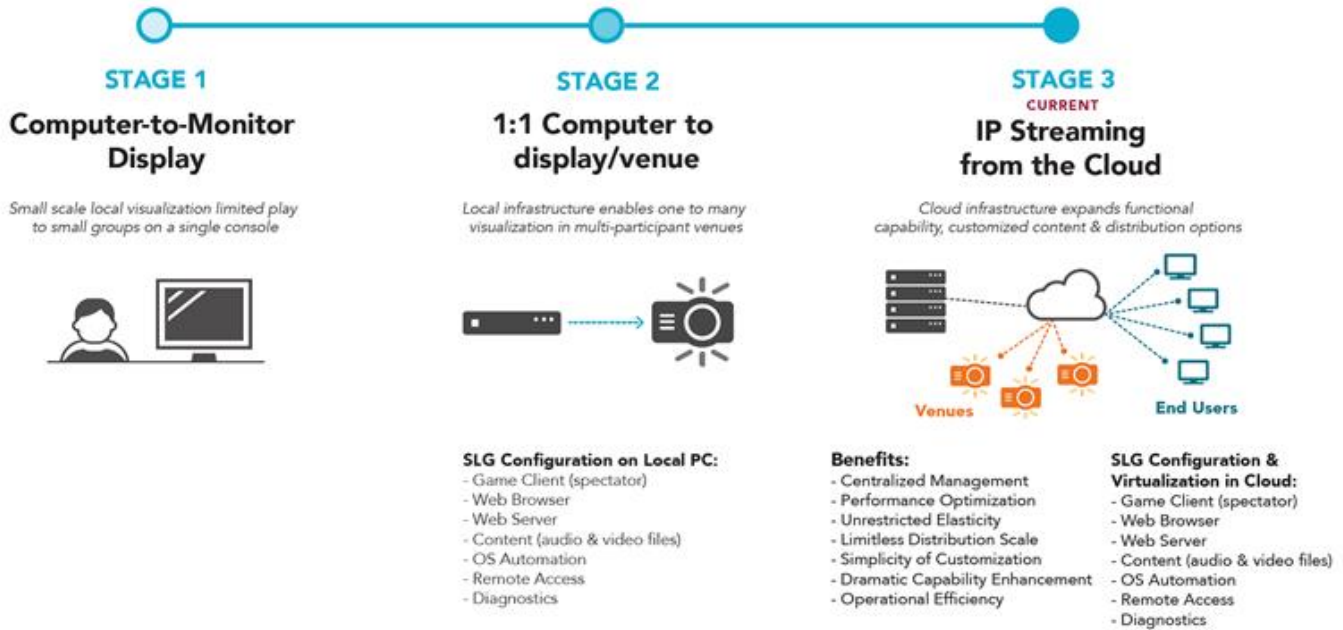 STAGE 1
Computer-to-Monitor
Display
Small scale local visualization limited play
to small groups on a single console
STAGE 2
1:1 Computer to
display/venue
Local infrastructure enables one to many
visualization in multi-participant venues
SLG Configuration on Local PC:
- Game Client (spectator)
- Web Browser
- Web Server
- Content (audio & video files)
- OS Automation
- Remote Access
- Diagnostics
STAGE 3
CURRENT
IP Streaming
from the Cloud
Cloud infrastructure expands functional
capability, customized content & distribution options
Venues
End Users
Benefits:
- Centralized Management
- Performance Optimization
- Unrestricted Elasticity
- Limitless Distribution Scale
- Simplicity of Customization
- Dramatic Capability Enhancement
- Operational Efficiency
SLG Configuration &
Virtualization in Cloud:
- Game Client (spectator)
- Web Browser
- Web Server
- Content (audio & video files)
- OS Automation
- Remote Access
- Diagnostics